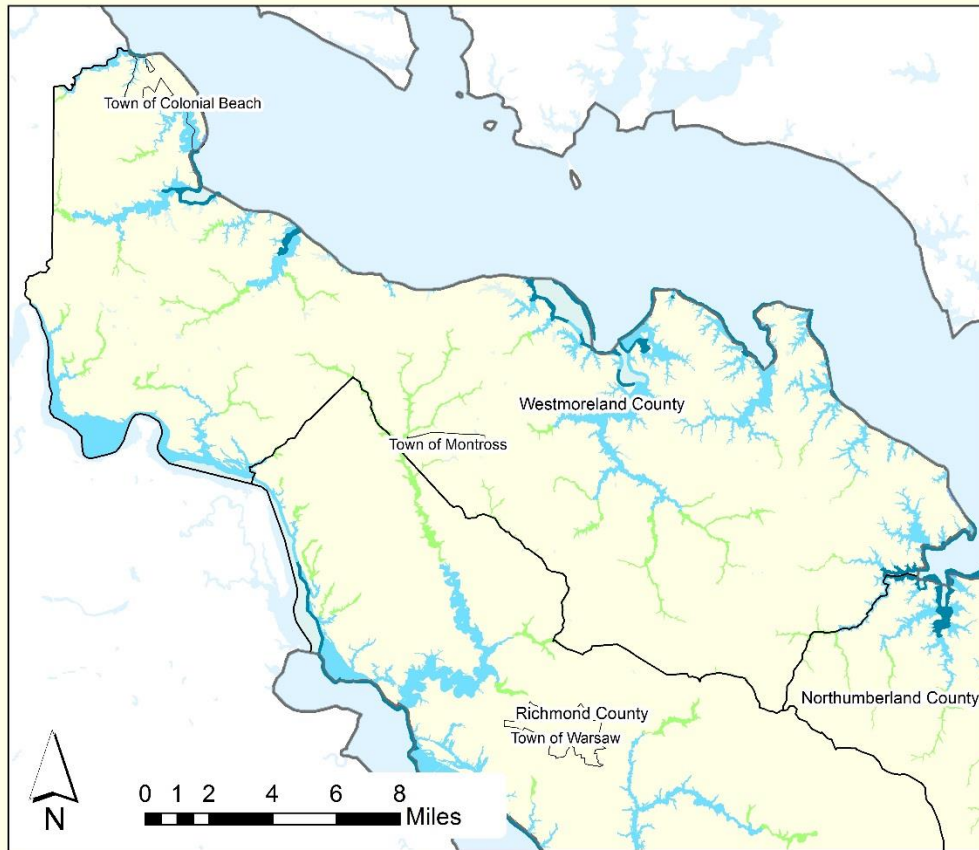 Town of Colonial Beach
Westmoreland County
Town of Montross
Northumberland County
Richmond County
Town of Warsaw
0 1 2 4 6 8
Miles
N